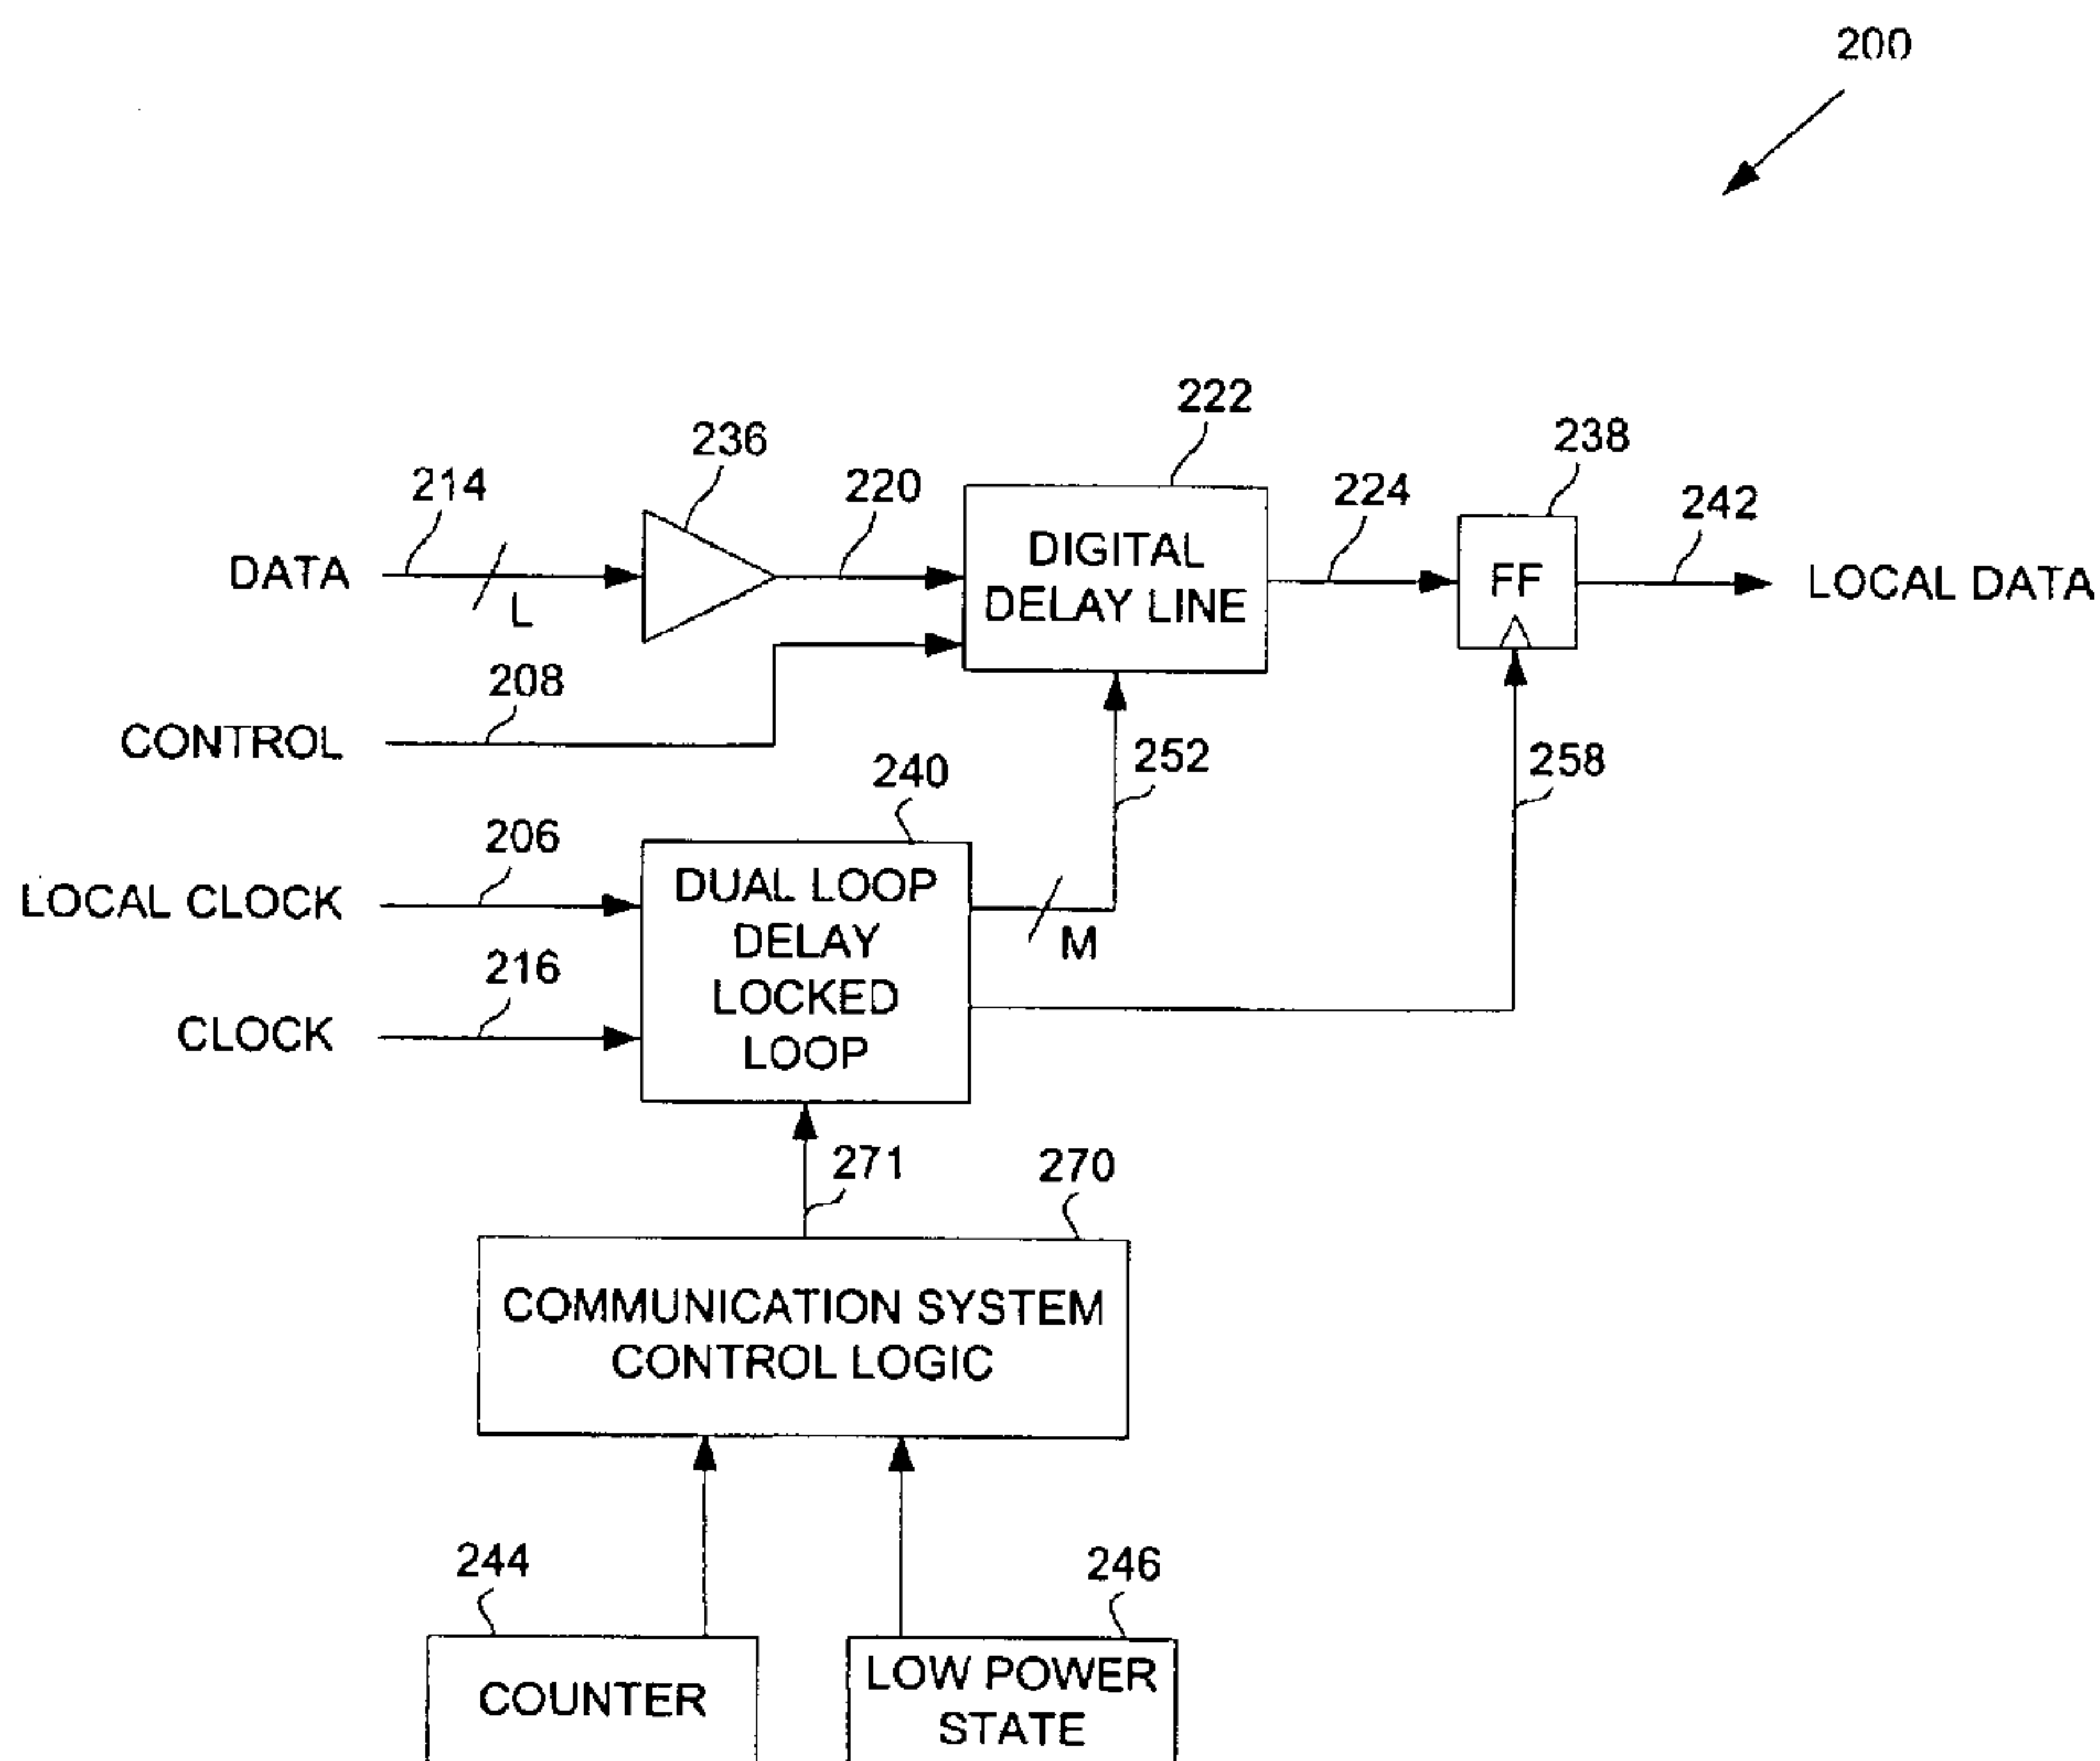 200
222
236
238
214
220
224
242
DATA
L
DIGITAL
DELAY LINE
FF
LOCAL DATA
208
CONTROL
240
252
258
206
LOCAL CLOCK
DUAL LOOP
DELAY
LOCKED
LOOP
M
216
CLOCK
271
270
COMMUNICATION SYSTEM
CONTROL LOGIC
244
246
COUNTER
LOW POWER
STATE